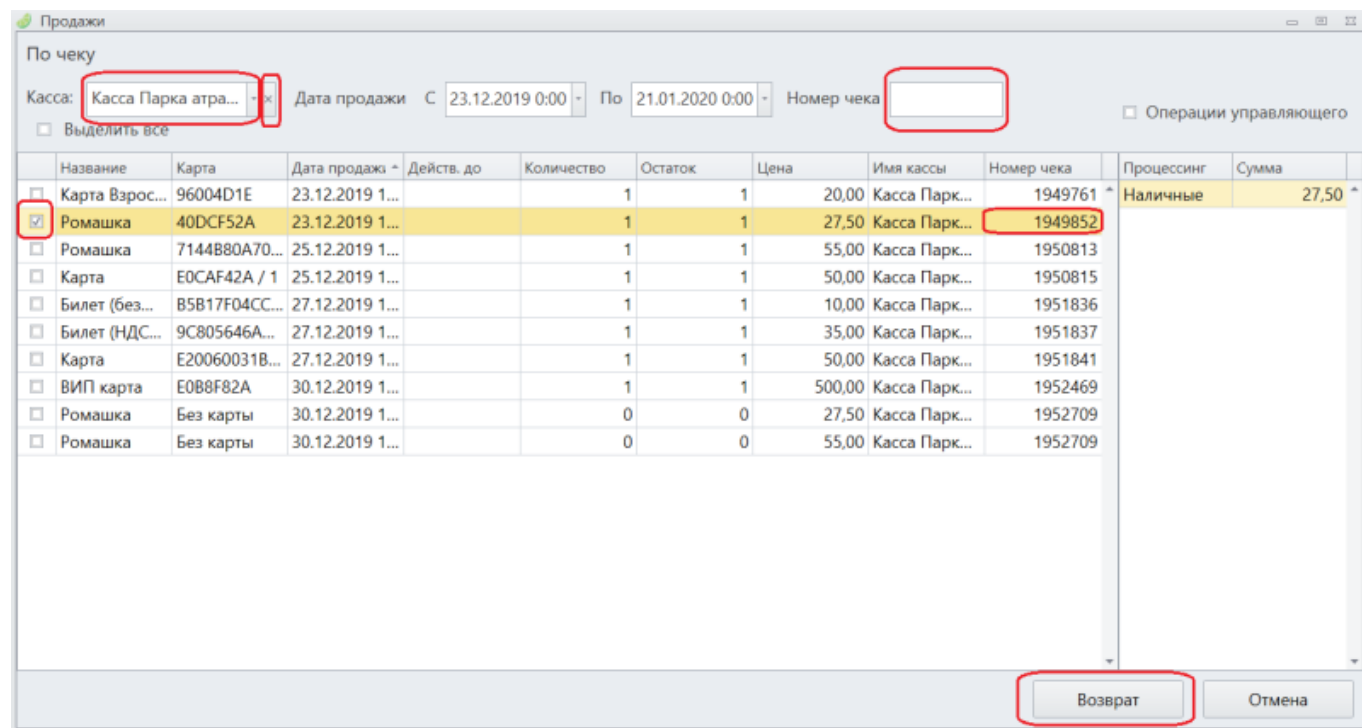 Продажи
По чеку
Касса: Касса Парка атра... Дата продажи С 23.12.2019 0:00 По 21.01.2020 0:00 Номер чека
Операции управляющего
Выделить все
Название Карта Дата продажи Действ. до Количество Остаток Цена Имя кассы Номер чека Процессинг Сумма
Карта Взрос... 96004D1E 23.12.2019 1... 1 1 20,00 Касса Парк... 1949761 Наличные 27,50
Ромашка 40DCF52A 23.12.2019 1... 1 1 27,50 Касса Парк... 1949852
Ромашка 7144B80A70... 25.12.2019 1... 1 1 55,00 Касса Парк... 1950813
Карта E0CAF42A / 1 25.12.2019 1... 1 1 50,00 Касса Парк... 1950815
Билет (без... B5B17F04CC... 27.12.2019 1... 1 1 10,00 Касса Парк... 1951836
Билет (НДС... 9C805646A... 27.12.2019 1... 1 1 35,00 Касса Парк... 1951837
Карта E20060031B... 27.12.2019 1... 1 1 50,00 Касса Парк... 1951841
ВИП карта E0B8F82A 30.12.2019 1... 1 1 500,00 Касса Парк... 1952469
Ромашка Без карты 30.12.2019 1... 0 0 27,50 Касса Парк... 1952709
Ромашка Без карты 30.12.2019 1... 0 0 55,00 Касса Парк... 1952709
Возврат Отмена